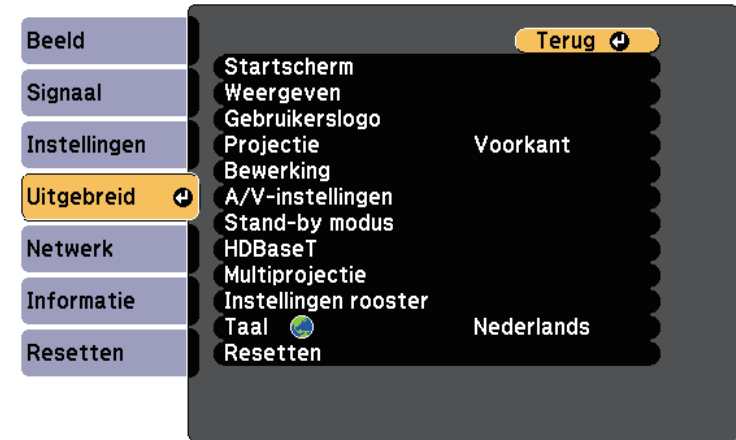 Beeld
Signaal
Instellingen
Uitgebreid
Netwerk
Informatie
Resetten
Terug
Startscherm
Weergeven
Gebruikerslogo
Projectie Voorkant
Bewerking
A/V-instellingen
Stand-by modus
HDBaseT
Multiprojectie
Instellingen rooster
Taal Nederlands
Resetten